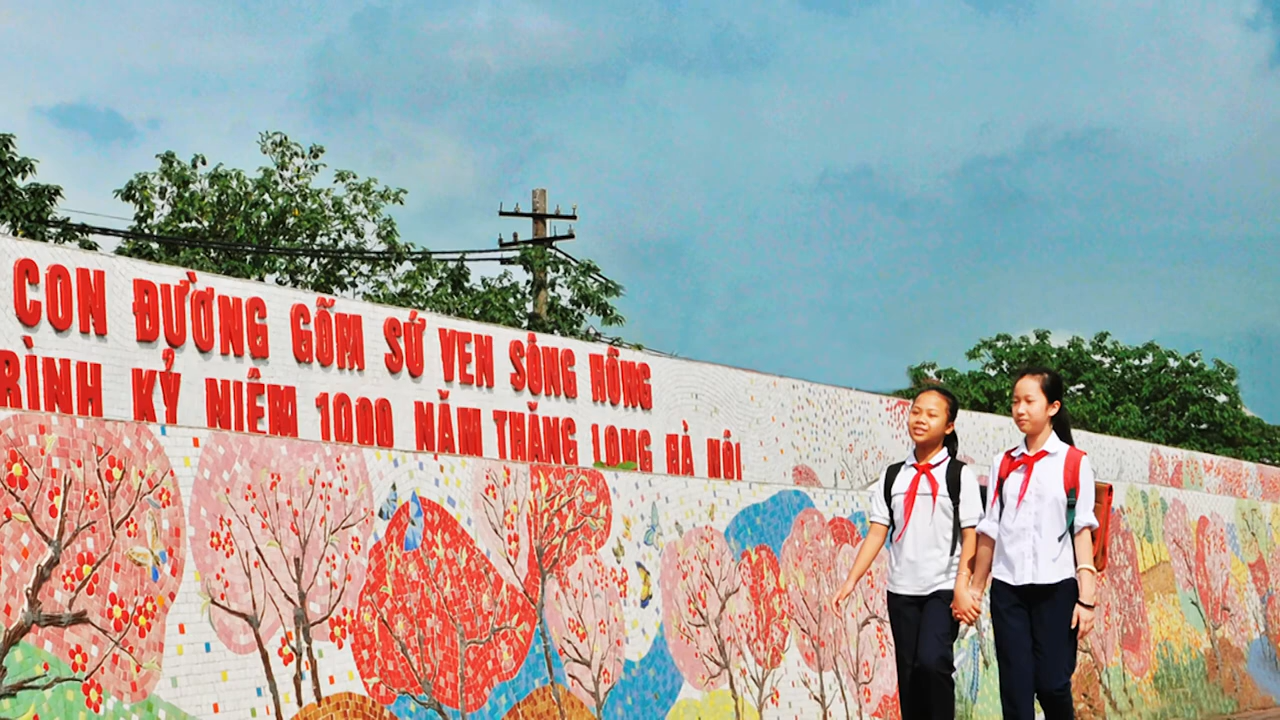 CON ĐƯỜNG GỐM SỨ VEN SÔNG HỒNG
RÌNH KỶ NIỆM 1000 NĂM THĂNG LONG HÀ NỘI